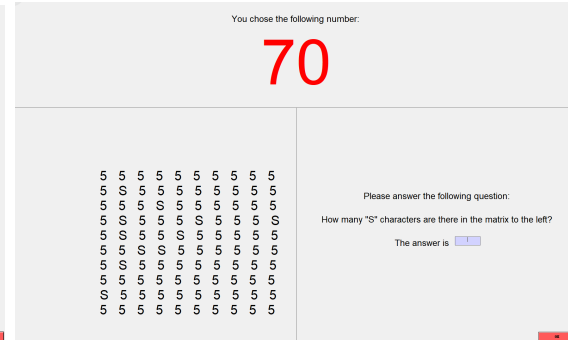 You chose the following number:
70
5 5 5 5 5 5 5 5 5 5
5 S 5 5 5 5 5 5 5 5
5 5 5 S 5 5 5 5 5 5
5 S 5 5 5 S 5 5 5 S
5 S 5 5 S 5 5 5 5 5
5 5 S S 5 5 5 5 5 5
5 S 5 5 5 5 5 5 5 5
5 5 5 5 5 5 5 5 5 5
S 5 5 5 5 5 5 5 5 5
5 5 5 5 5 5 5 5 5 5
Please answer the following question:
How many "S" characters are there in the matrix to the left?
The answer is